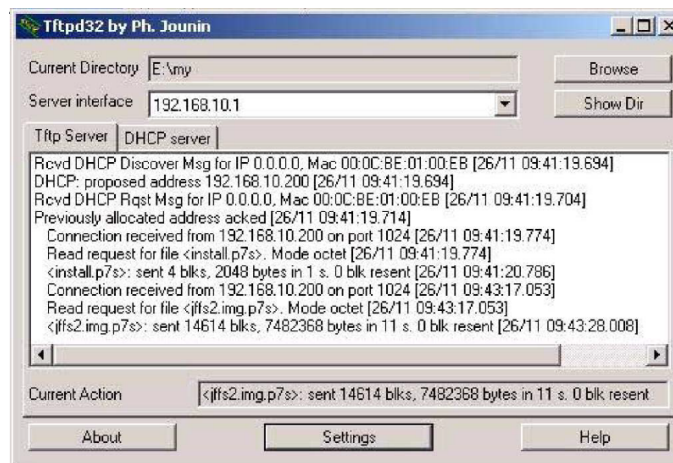 Tftpd32 by Ph. Jounin
Current Directory E:\my Browse
Server interface 192.168.10.1 Show Dir
Tftp Server DHCP server
Rcvd DHCP Discover Msg for IP 0.0.0.0, Mac 00:0C:BE:01:00:EB [26/11 09:41:19.694]
DHCP: proposed address 192.168.10.200 [26/11 09:41:19.694]
Rcvd DHCP Rqst Msg for IP 0.0.0.0, Mac 00:0C:BE:01:00:EB [26/11 09:41:19.704]
Previously allocated address acked [26/11 09:41:19.714]
Connection received from 192.168.10.200 on port 1024 [26/11 09:41:19.774]
Read request for file <install.p7s>. Mode octet [26/11 09:41:19.774]
<install.p7s>: sent 4 blks, 2048 bytes in 1 s. 0 blk resent [26/11 09:41:20.786]
Connection received from 192.168.10.200 on port 1024 [26/11 09:43:17.053]
Read request for file <jffs2.img.p7s>. Mode octet [26/11 09:43:17.053]
<jffs2.img.p7s>: sent 14614 blks, 7482368 bytes in 11 s. 0 blk resent [26/11 09:43:28.008]
Current Action <jffs2.img.p7s>: sent 14614 blks, 7482368 bytes in 11 s. 0 blk resent
About Settings Help